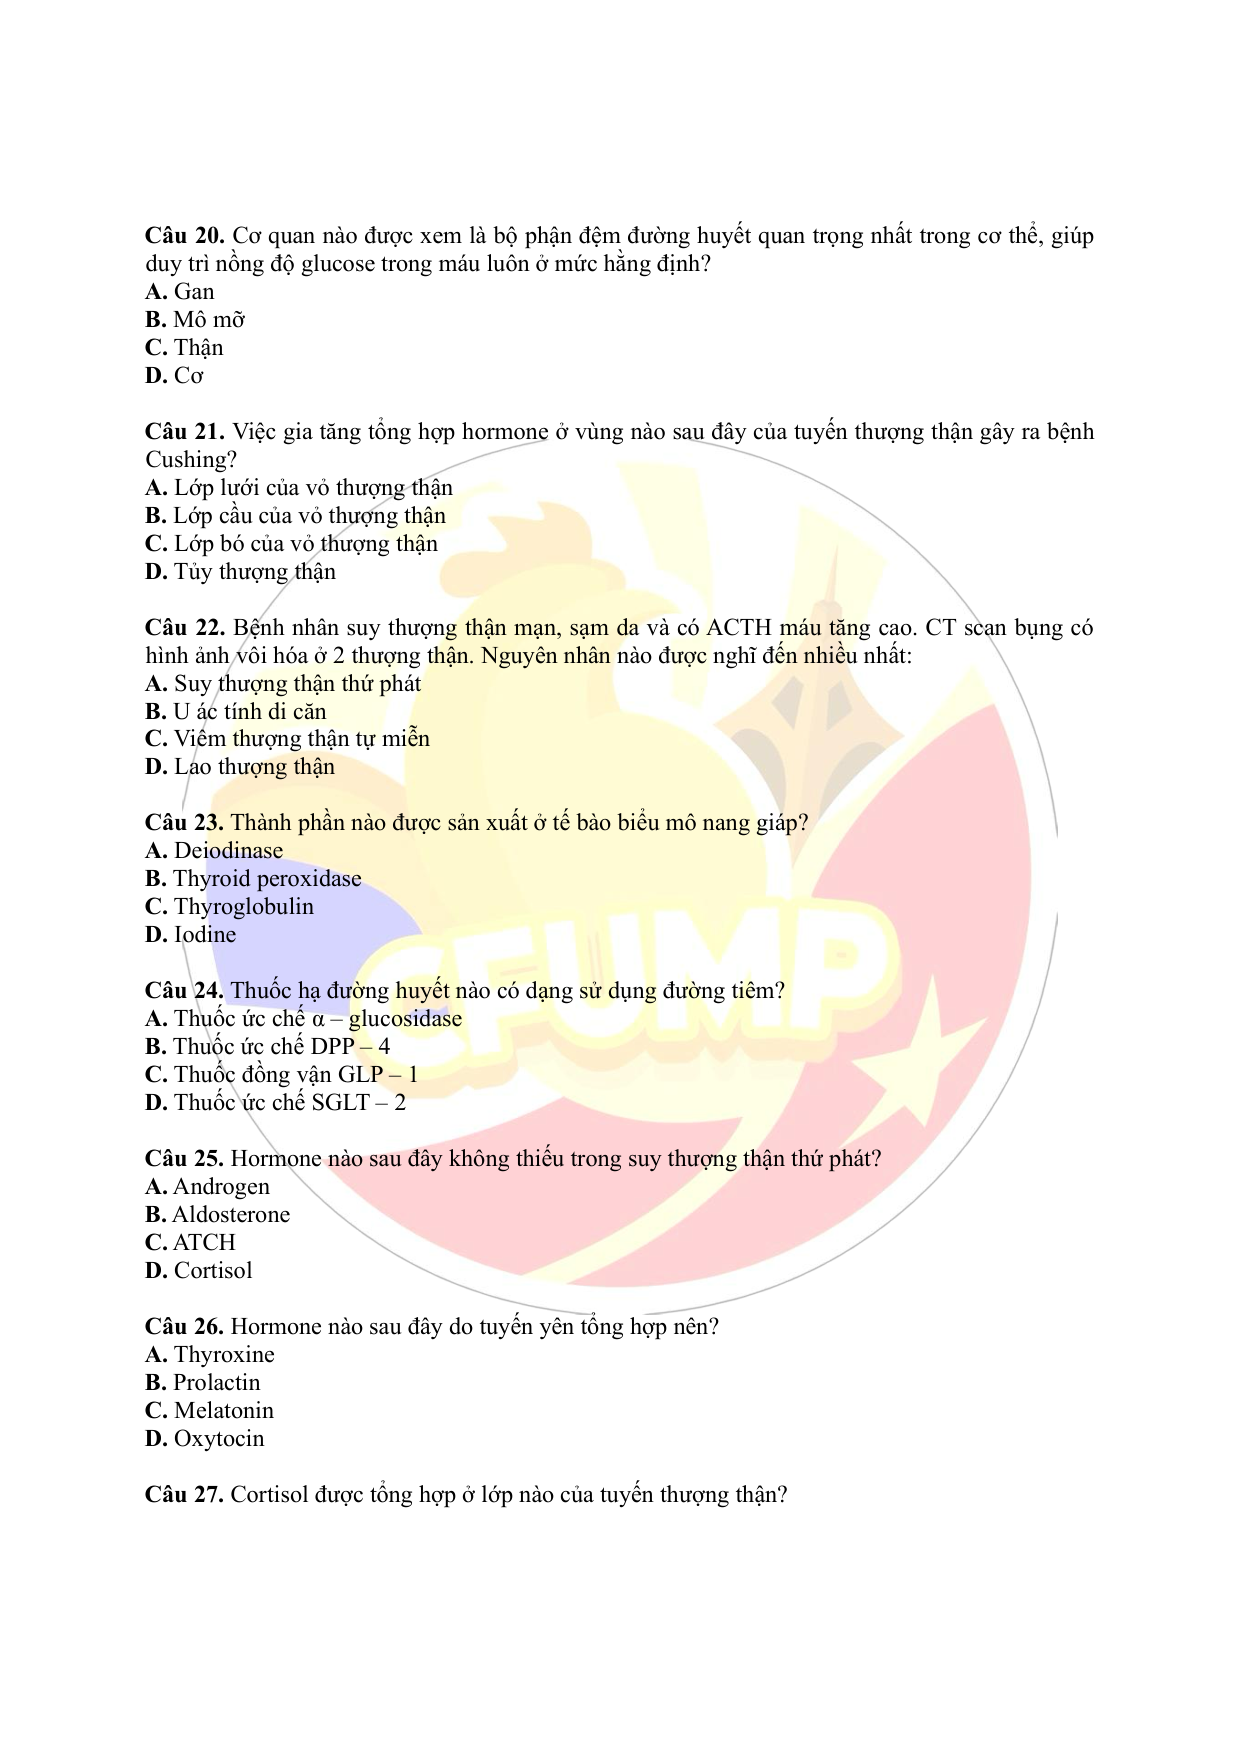 Câu 20. Cơ quan nào được xem là bộ phận đệm đường huyết quan trọng nhất trong cơ thể, giúp
duy trì nồng độ glucose trong máu luôn ở mức hằng định?
A. Gan
B. Mô mỡ
C. Thận
D. Cơ
Câu 21. Việc gia tăng tổng hợp hormone ở vùng nào sau đây của tuyến thượng thận gây ra bệnh
Cushing?
A. Lớp lưới của vỏ thượng thận
B. Lớp cầu của vỏ thượng thận
C. Lớp bó của vỏ thượng thận
D. Tủy thượng thận
Câu 22. Bệnh nhân suy thượng thận mạn, sạm da và có ACTH máu tăng cao. CT scan bụng có
hình ảnh vôi hóa ở 2 thượng thận. Nguyên nhân nào được nghĩ đến nhiều nhất:
A. Suy thượng thận thứ phát
B. U ác tính di căn
C. Viêm thượng thận tự miễn
D. Lao thượng thận
Câu 23. Thành phần nào được sản xuất ở tế bào biểu mô nang giáp?
A. Deiodinase
B. Thyroid peroxidase
C. Thyroglobulin
D. Iodine
CFUMP
Câu 24. Thuốc hạ đường huyết nào có dạng sử dụng đường tiêm?
A. Thuốc ức chế α – glucosidase
B. Thuốc ức chế DPP – 4
C. Thuốc đồng vận GLP – 1
D. Thuốc ức chế SGLT – 2
Câu 25. Hormone nào sau đây không thiếu trong suy thượng thận thứ phát?
A. Androgen
B. Aldosterone
C. ATCH
D. Cortisol
Câu 26. Hormone nào sau đây do tuyến yên tổng hợp nên?
A. Thyroxine
B. Prolactin
C. Melatonin
D. Oxytocin
Câu 27. Cortisol được tổng hợp ở lớp nào của tuyến thượng thận?